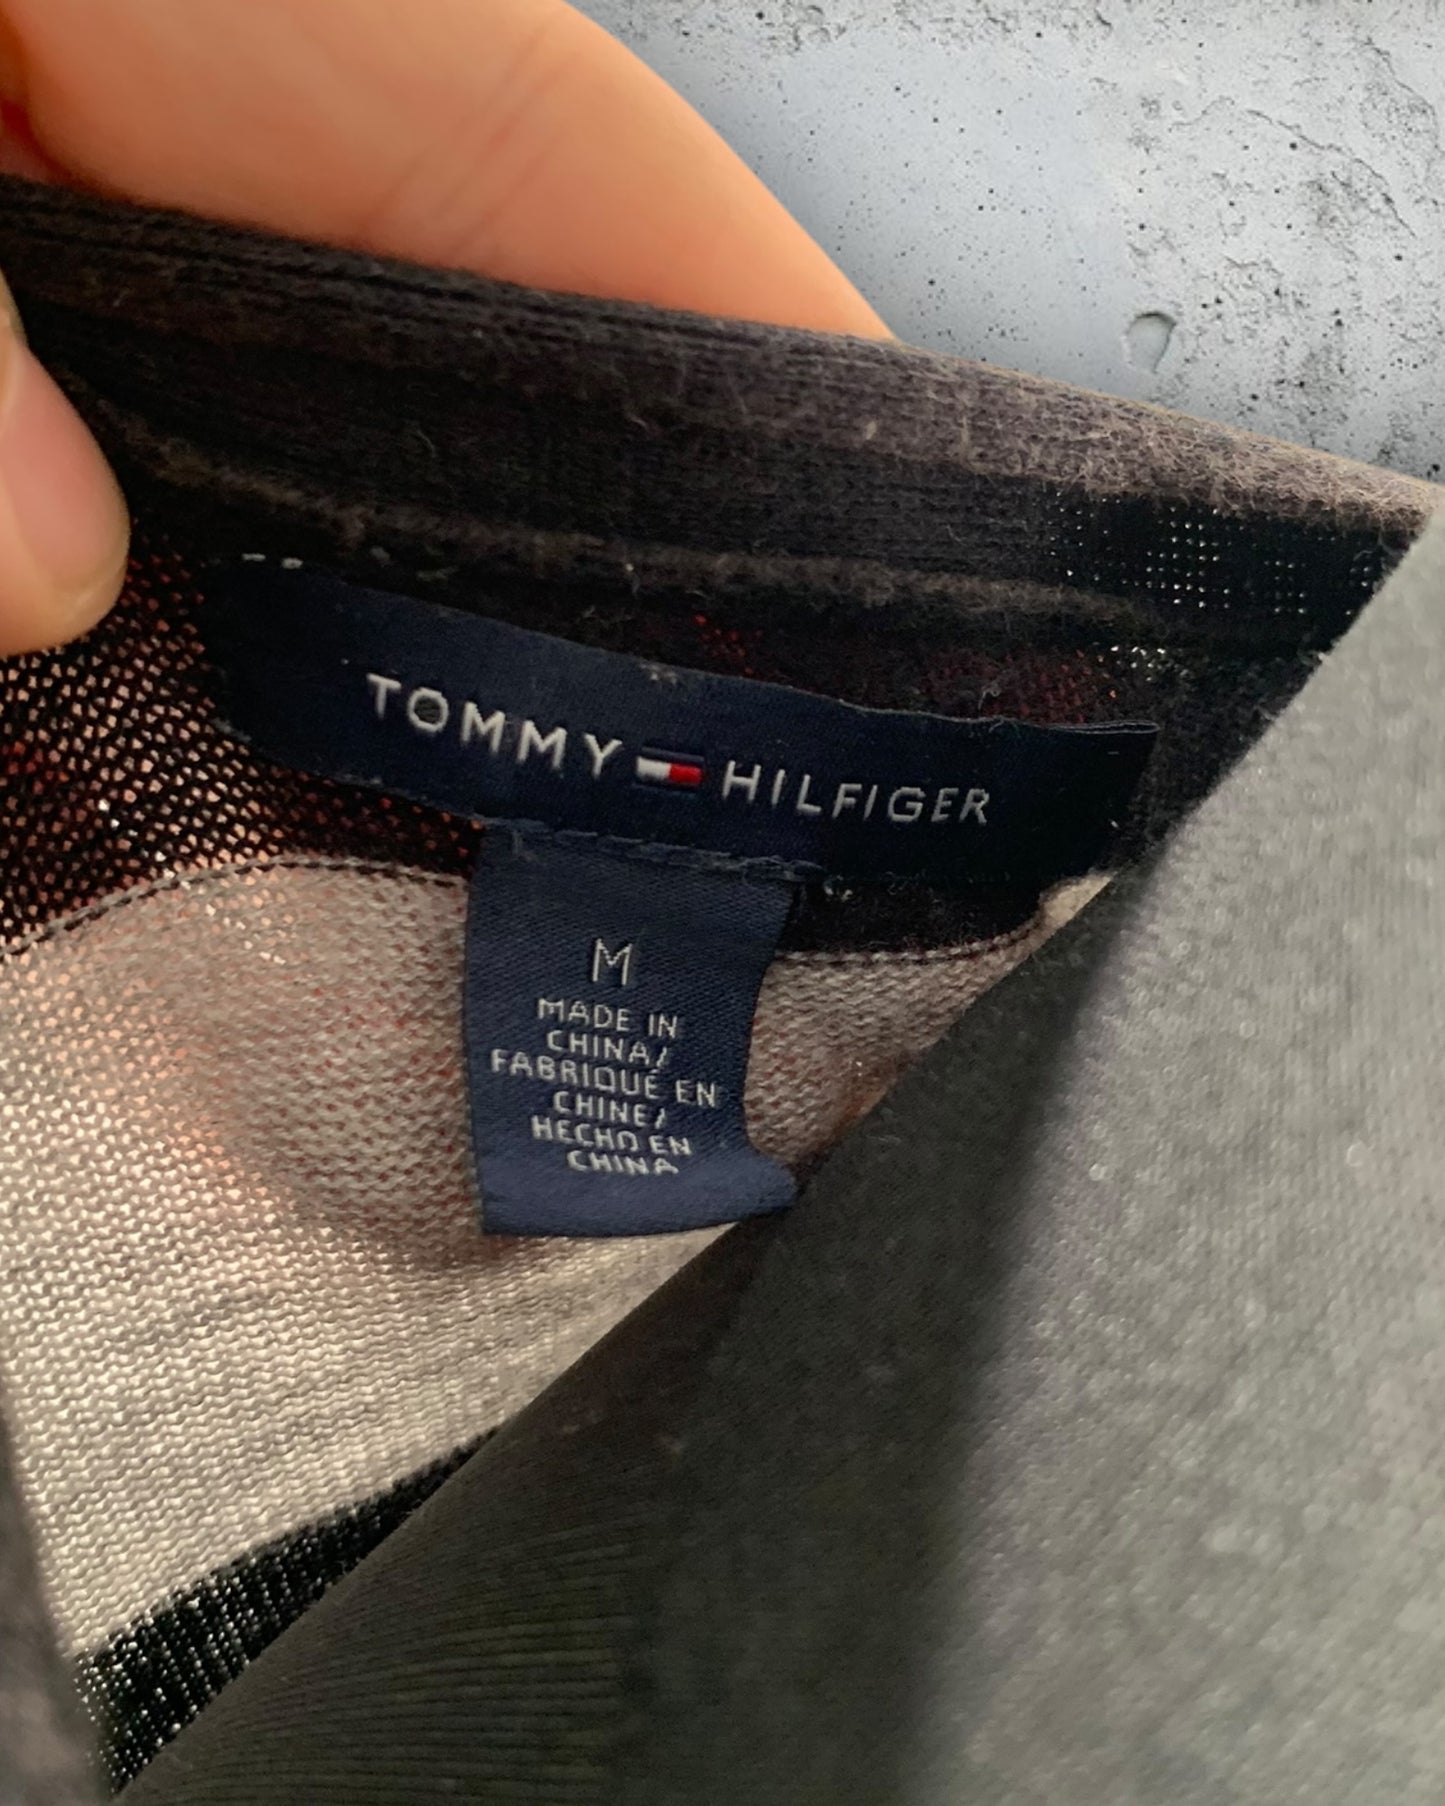 TOMMY HILFIGER
M
MADE IN
CHINA/
FABRIQUÉ EN
CHINE/
HECHO EN
CHINA